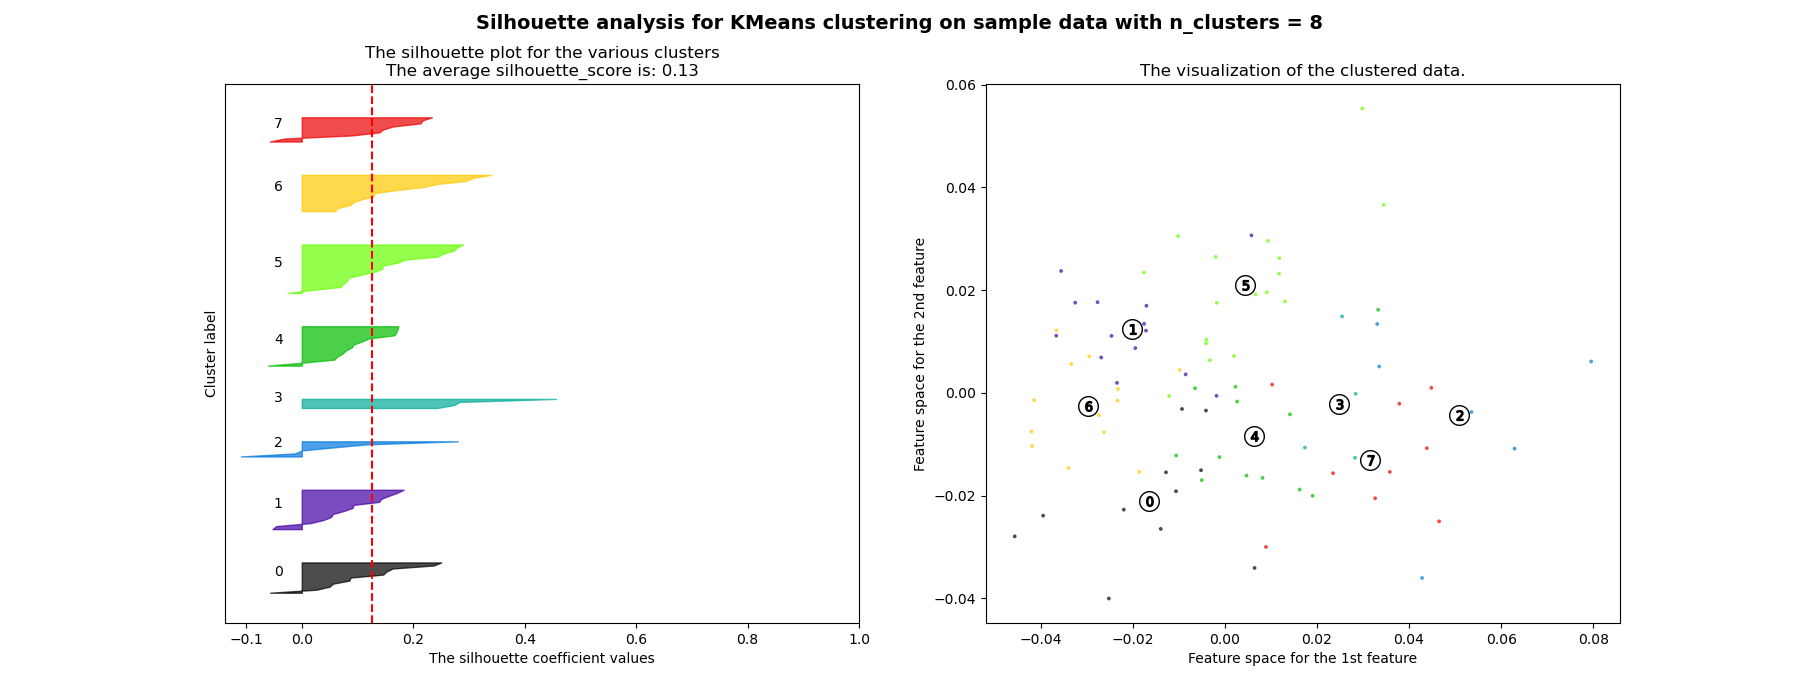 Silhouette analysis for KMeans clustering on sample data with n_clusters = 8
The silhouette plot for the various clusters
The average silhouette_score is: 0.13
7
6
5
4
3
2
1
0
Cluster label
−0.1 0.0 0.2 0.4 0.6 0.8 1.0
The silhouette coefficient values
The visualization of the clustered data.
0.06
0.04
0.02
0.00
−0.02
−0.04
Feature space for the 2nd feature
5
1
6
3
2
4
7
0
−0.04 −0.02 0.00 0.02 0.04 0.06 0.08
Feature space for the 1st feature